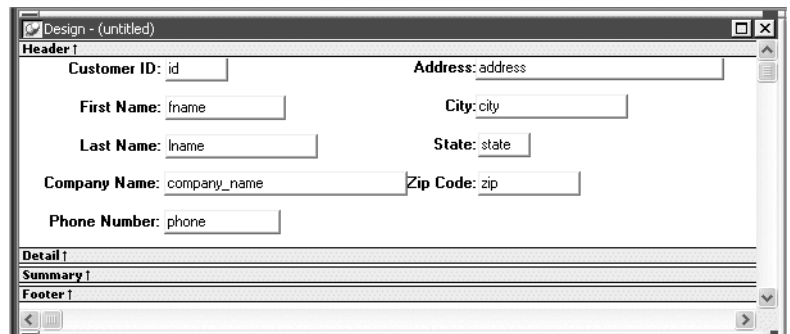 Design - (untitled)
Header ↑
Customer ID: id Address: address
First Name: fname City: city
Last Name: lname State: state
Company Name: company_name Zip Code: zip
Phone Number: phone
Detail ↑
Summary ↑
Footer ↑